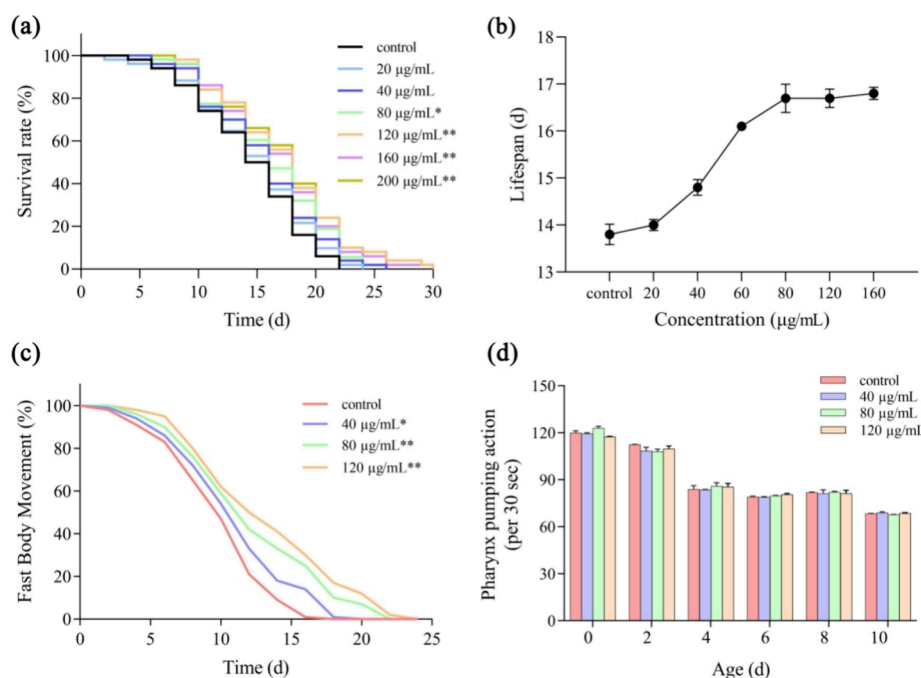 (a)
Survival rate (%)
100
80
60
40
20
0
0 5 10 15 20 25 30
Time (d)
control
20 μg/mL
40 μg/mL
80 μg/mL*
120 μg/mL**
160 μg/mL**
200 μg/mL**
(b)
Lifespan (d)
18
17
16
15
14
13
control 20 40 60 80 120 160
Concentration (μg/mL)
(c)
Fast Body Movement (%)
100
80
60
40
20
0
0 5 10 15 20 25
Time (d)
control
40 μg/mL*
80 μg/mL**
120 μg/mL**
(d)
Pharynx pumping action
(per 30 sec)
150
120
90
60
30
0
0 2 4 6 8 10
Age (d)
control
40 μg/mL
80 μg/mL
120 μg/ml